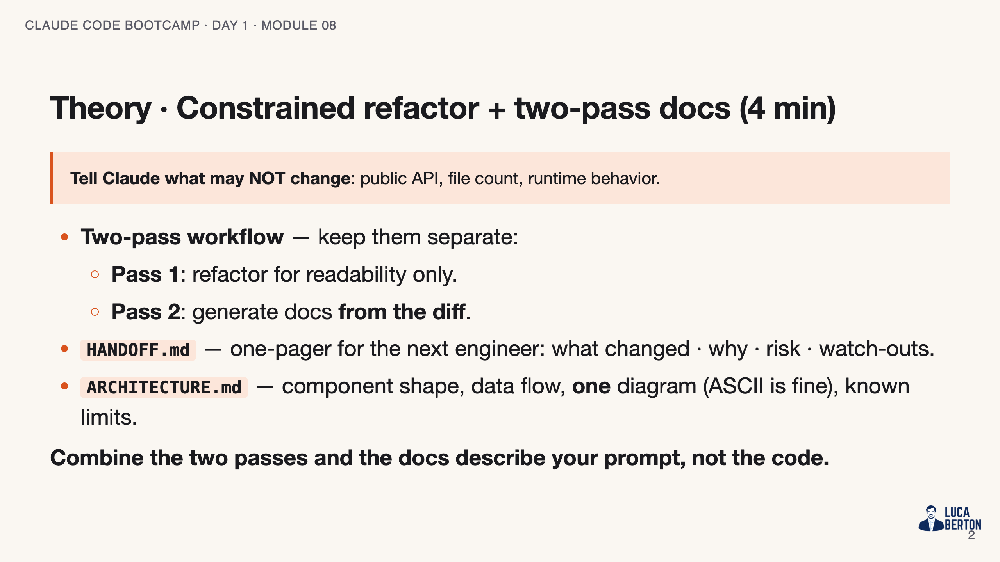 CLAUDE CODE BOOTCAMP · DAY 1 · MODULE 08
Theory · Constrained refactor + two-pass docs (4 min)
Tell Claude what may NOT change: public API, file count, runtime behavior.
Two-pass workflow — keep them separate:
Pass 1: refactor for readability only.
Pass 2: generate docs from the diff.
HANDOFF.md — one-pager for the next engineer: what changed · why · risk · watch-outs.
ARCHITECTURE.md — component shape, data flow, one diagram (ASCII is fine), known
limits.
Combine the two passes and the docs describe your prompt, not the code.
LUCA
BERTON
2